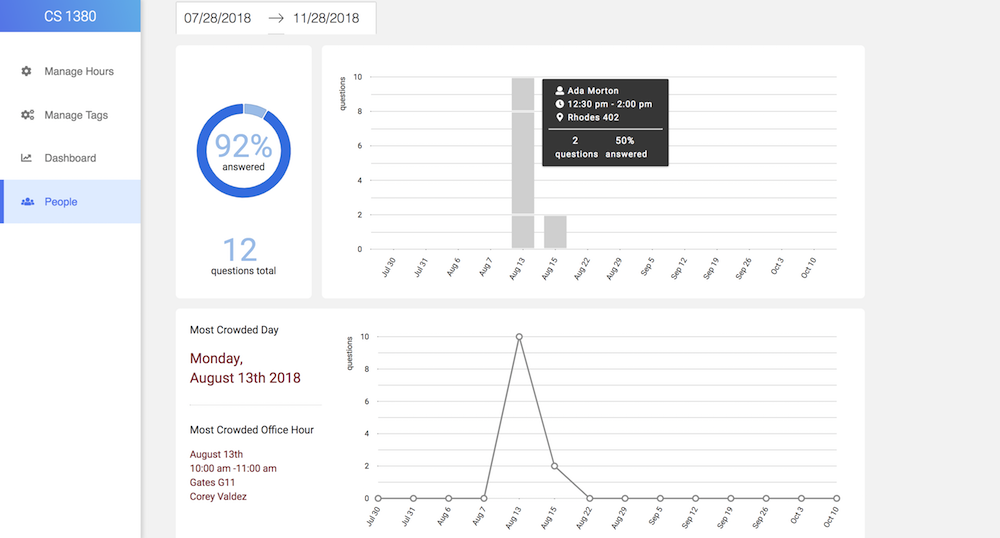 CS 1380
07/28/2018 → 11/28/2018
Manage Hours
Manage Tags
Dashboard
People
92%
answered
12
questions total
questions
10
8
6
4
2
0
Jul 30 Jul 31 Aug 6 Aug 7 Aug 13 Aug 15 Aug 22 Aug 29 Sep 5 Sep 12 Sep 19 Sep 26 Oct 3 Oct 10
Ada Morton
12:30 pm - 2:00 pm
Rhodes 402
2 50%
questions answered
Most Crowded Day
Monday,
August 13th 2018
Most Crowded Office Hour
August 13th
10:00 am -11:00 am
Gates G11
Corey Valdez
questions
10
8
6
4
2
0
Jul 30 Jul 31 Aug 6 Aug 7 Aug 13 Aug 15 Aug 22 Aug 29 Sep 5 Sep 12 Sep 19 Sep 26 Oct 3 Oct 10